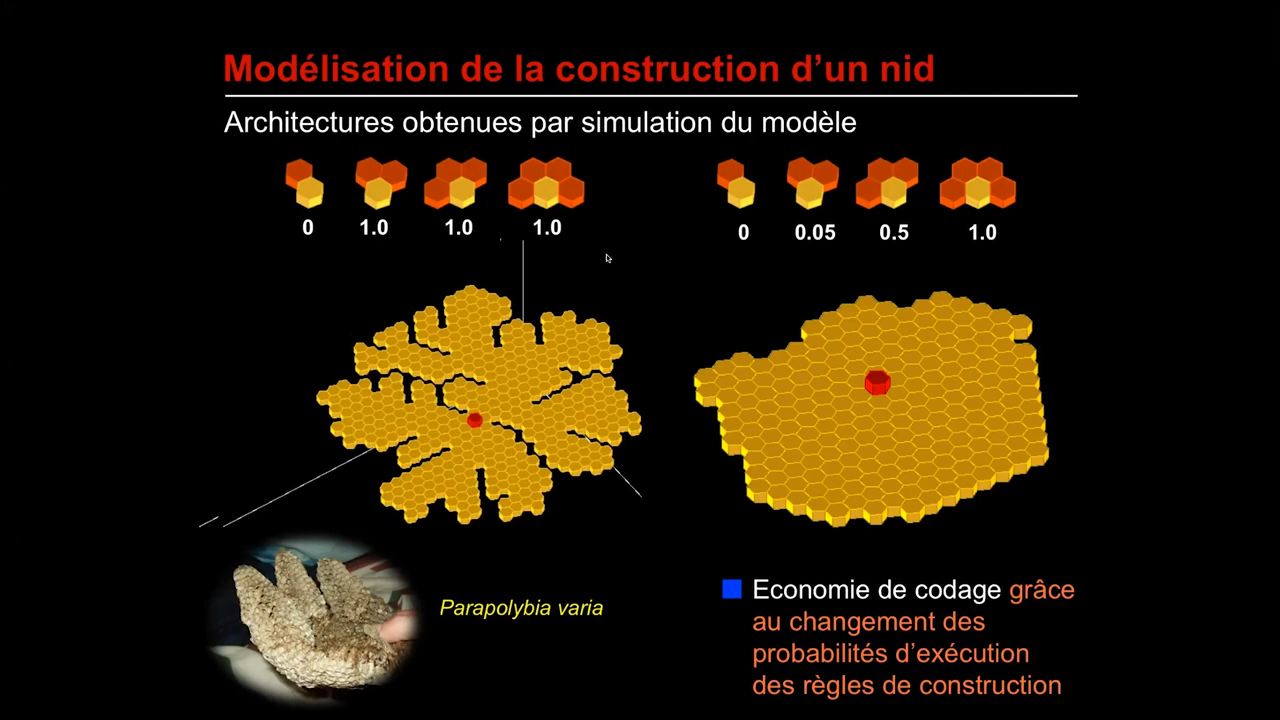 Modélisation de la construction d’un nid
Architectures obtenues par simulation du modèle
0 1.0 1.0 1.0
0 0.05 0.5 1.0
Parapolybia varia
Economie de codage grâce
au changement des
probabilités d’exécution
des règles de construction